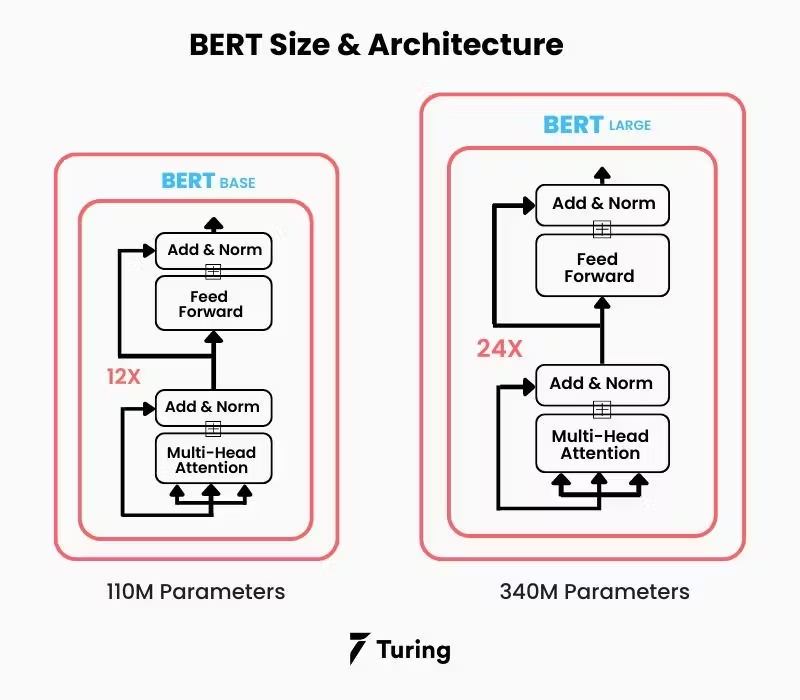 BERT Size & Architecture
BERT BASE
Add & Norm
Feed
Forward
12X
Add & Norm
Multi-Head
Attention
110M Parameters
BERT LARGE
Add & Norm
Feed
Forward
24X
Add & Norm
Multi-Head
Attention
340M Parameters
Turing